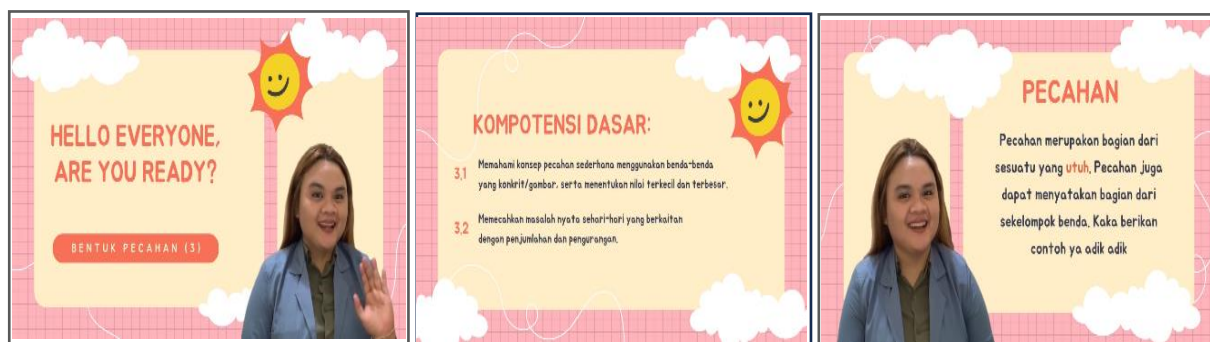 HELLO EVERYONE,
ARE YOU READY?
BENTUK PECAHAN (3)
KOMPOTENSI DASAR:
3.1 Memahami konsep pecahan sederhana menggunakan benda-benda
yang konkrit/gambar, serta menentukan nilai terkecil dan terbesar.
3.2 Memecahkan masalah nyata sehari-hari yang berkaitan
dengan penjumlahan dan pengurangan.
PECAHAN
Pecahan merupakan bagian dari
sesuatu yang utuh. Pecahan juga
dapat menyatakan bagian dari
sekelompok benda. Kaka berikan
contoh ya adik adik